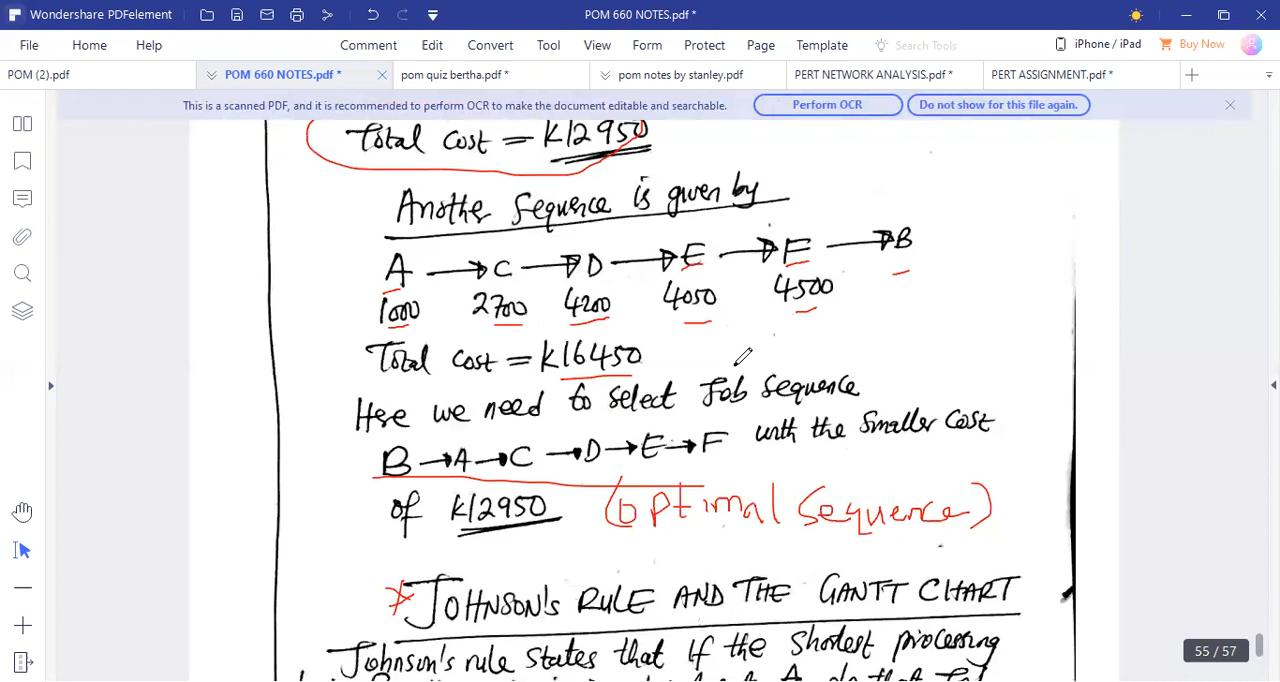 Wondershare PDFelement
POM 660 NOTES.pdf *
File Home Help Comment Edit Convert Tool View Form Protect Page Template Search Tools iPhone / iPad Buy Now
POM (2).pdf POM 660 NOTES.pdf * pom quiz bertha.pdf * pom notes by stanley.pdf PERT NETWORK ANALYSIS.pdf * PERT ASSIGNMENT.pdf *
This is a scanned PDF, and it is recommended to perform OCR to make the document editable and searchable. Perform OCR Do not show for this file again.
Total Cost = K12950
Another Sequence is given by
A → C → D → E → F → B
1000 2700 4200 4050 4500
Total Cost = K16450
Here we need to select Job Sequence
B → A → C → D → E → F with the smaller cost
of K12950 (Optimal Sequence)
JOHNSON'S RULE AND THE GANTT CHART
Johnson's rule states that if the shortest processing
55 / 57